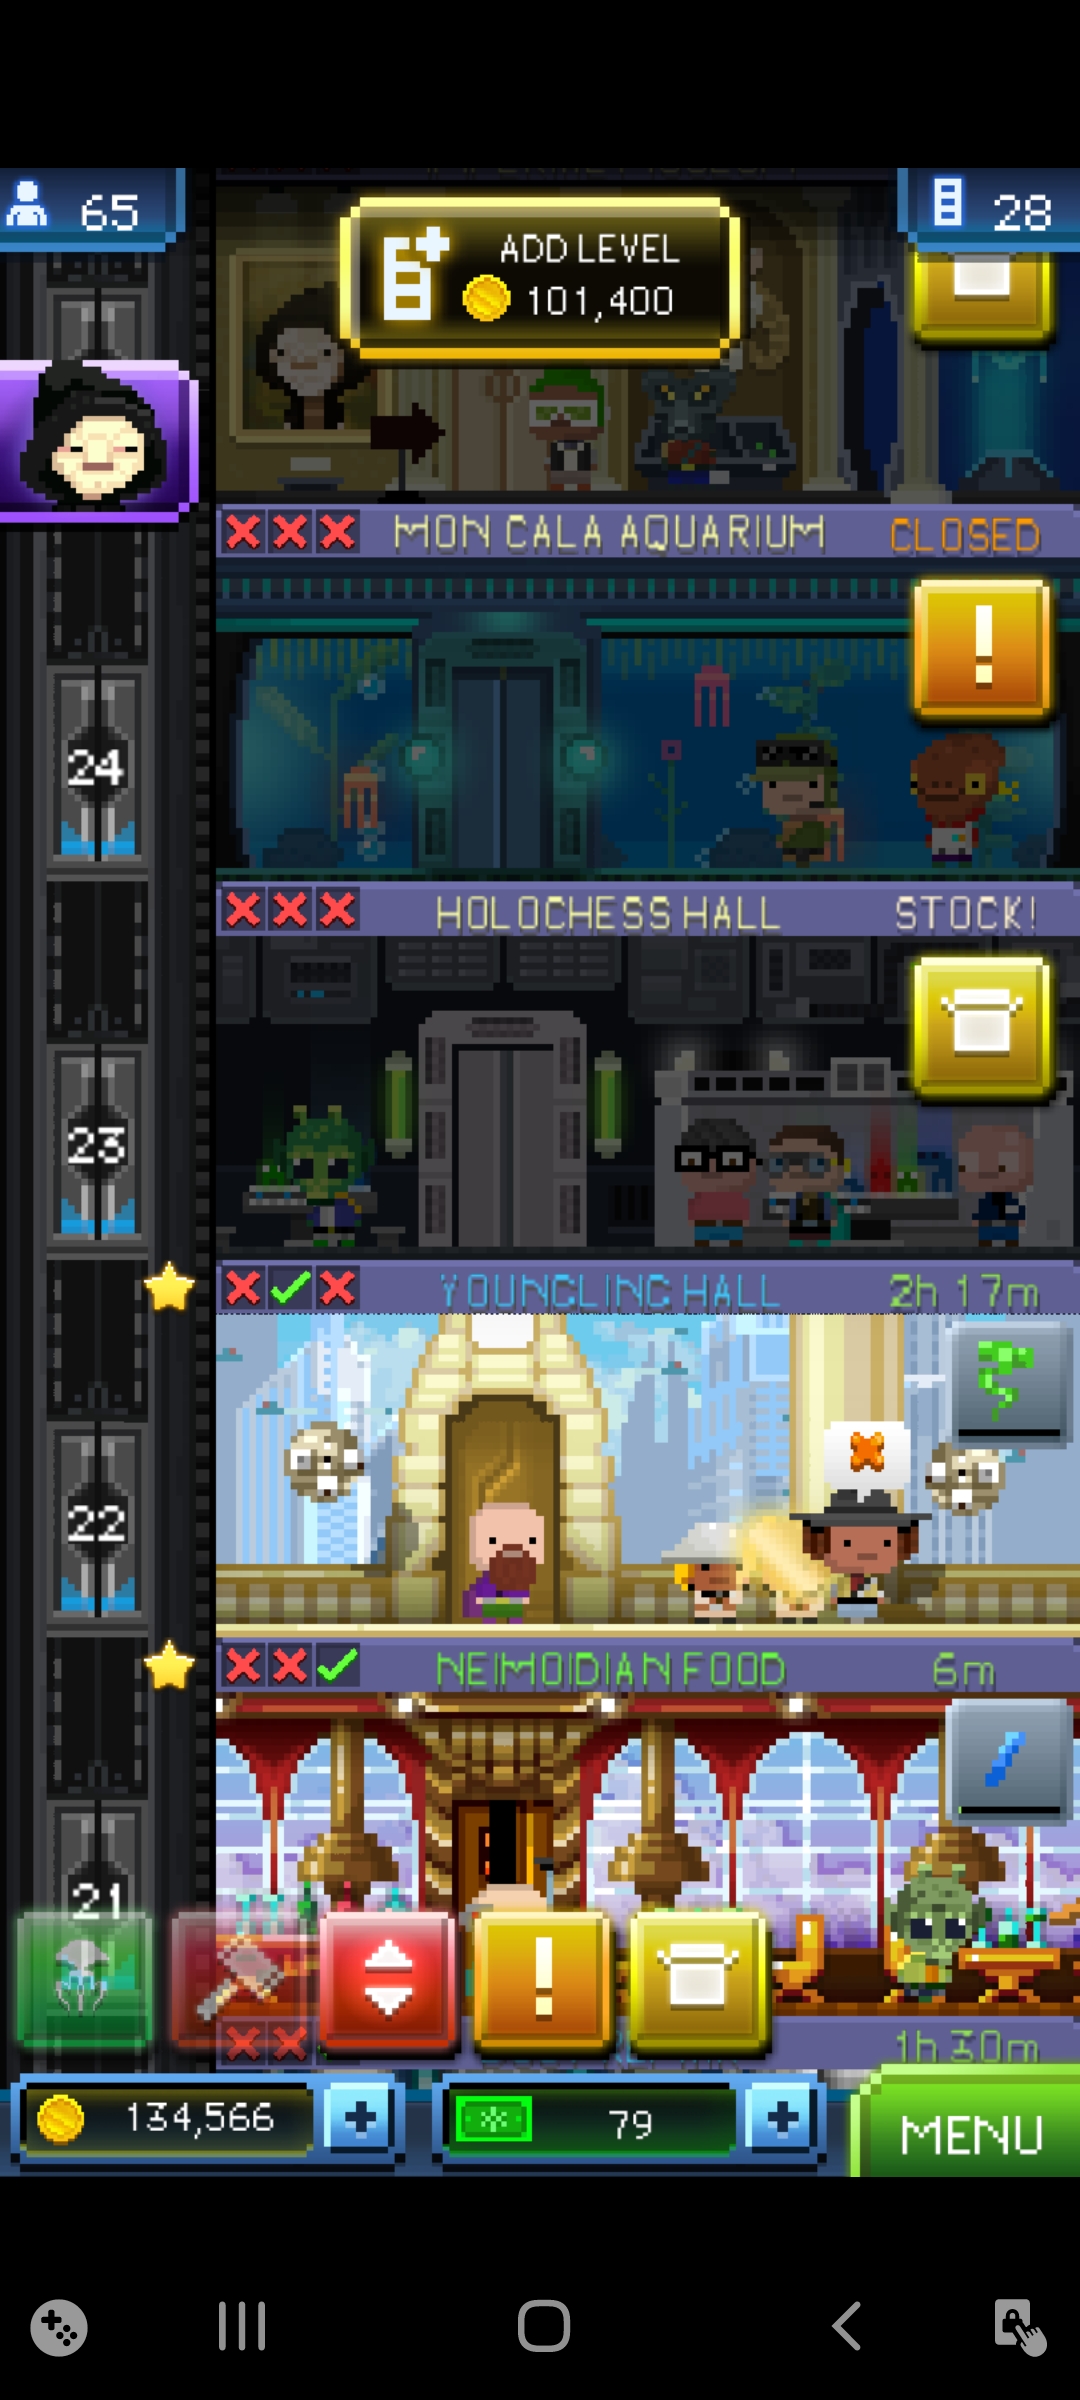 65
28
ADD LEVEL
101,400
MON CALA AQUARIUM CLOSED
!
24
HOLOCHESS HALL STOCK!
23
YOUNGLING HALL 2h 17m
22
NEIMOIDIAN FOOD 6m
21
!
1h 30m
134,566 + 79 +
MENU